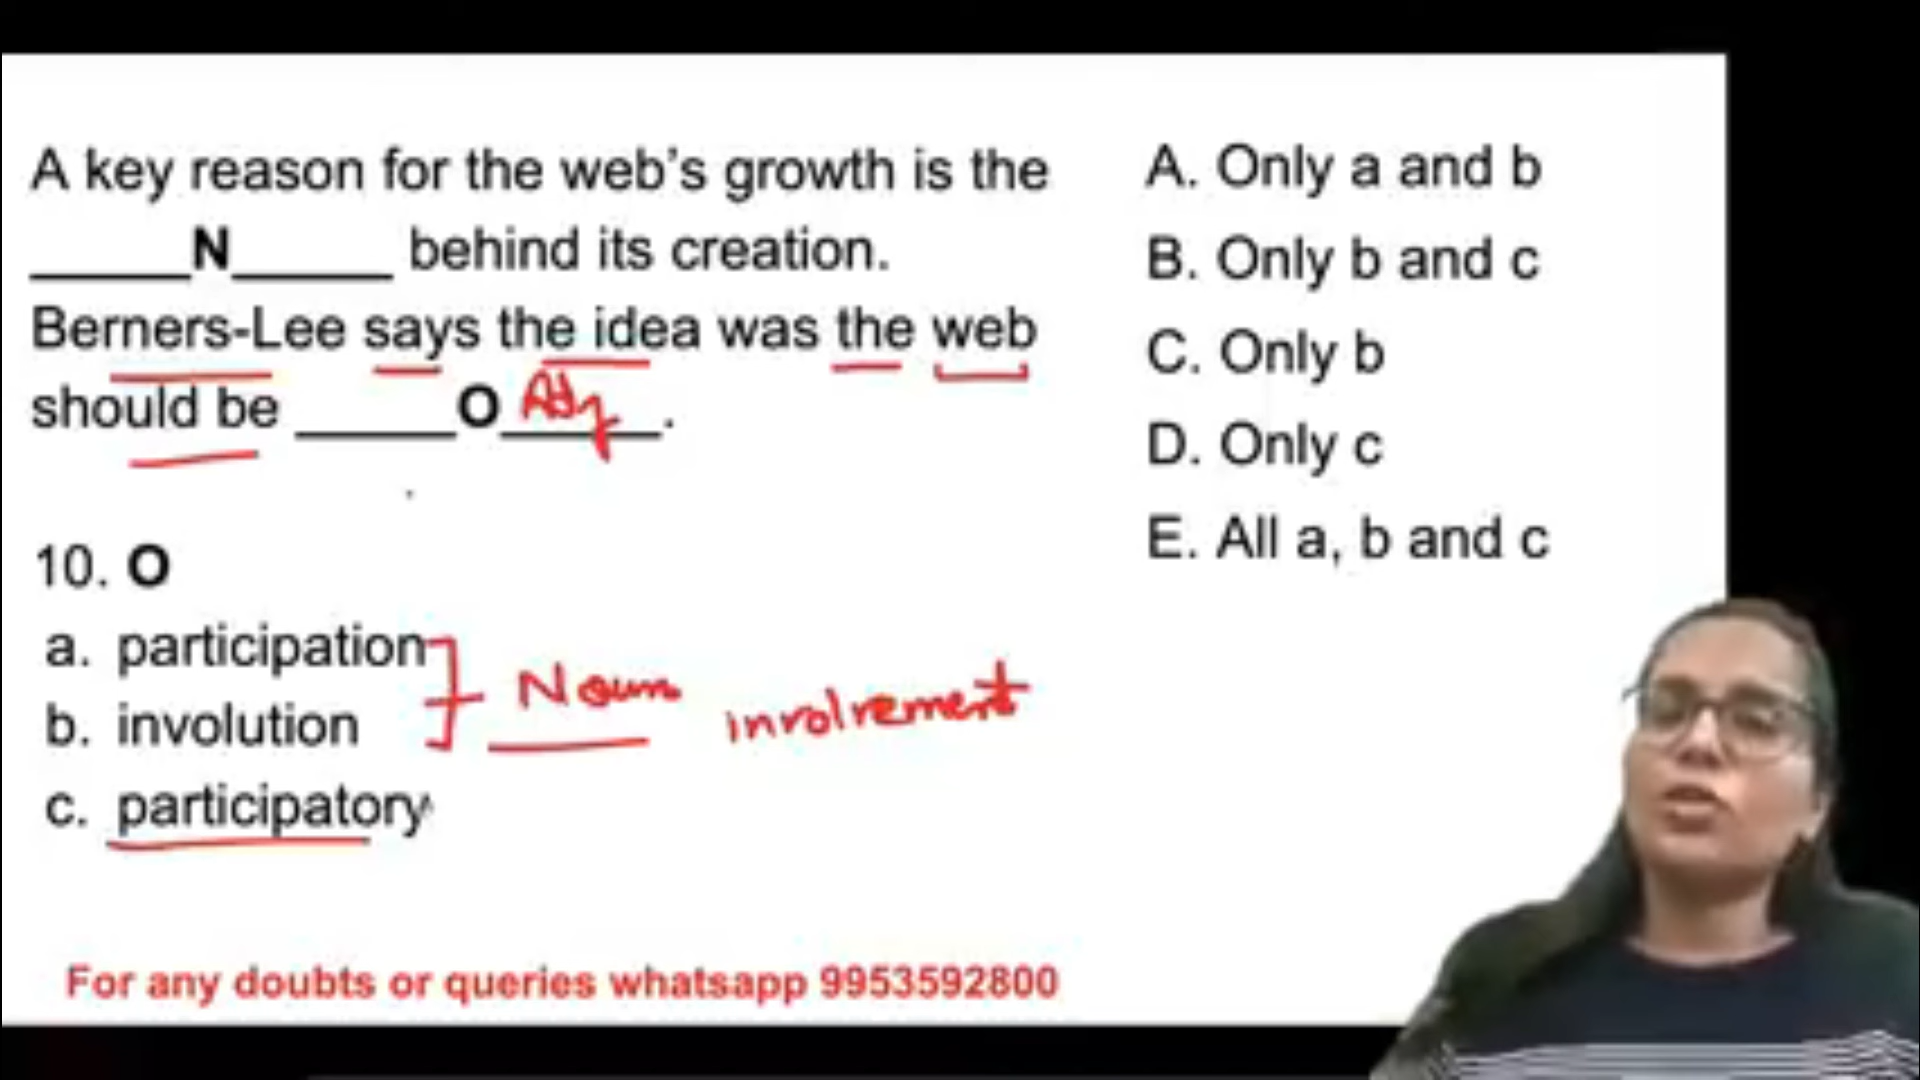 A key reason for the web's growth is the
_____N_____ behind its creation.
Berners-Lee says the idea was the web
should be _____O_____.
Adj
10. O
a. participation
b. involution
c. participatory
Noun
involvement
A. Only a and b
B. Only b and c
C. Only b
D. Only c
E. All a, b and c
For any doubts or queries whatsapp 9953592800